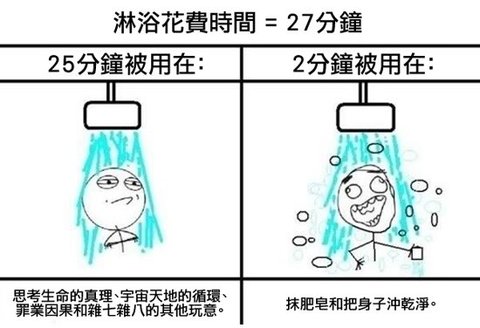 淋浴花費時間 = 27分鐘
25分鐘被用在:
2分鐘被用在:
思考生命的真理、宇宙天地的循環、
罪業因果和雜七雜八的其他玩意。
抹肥皂和把身子沖乾淨。